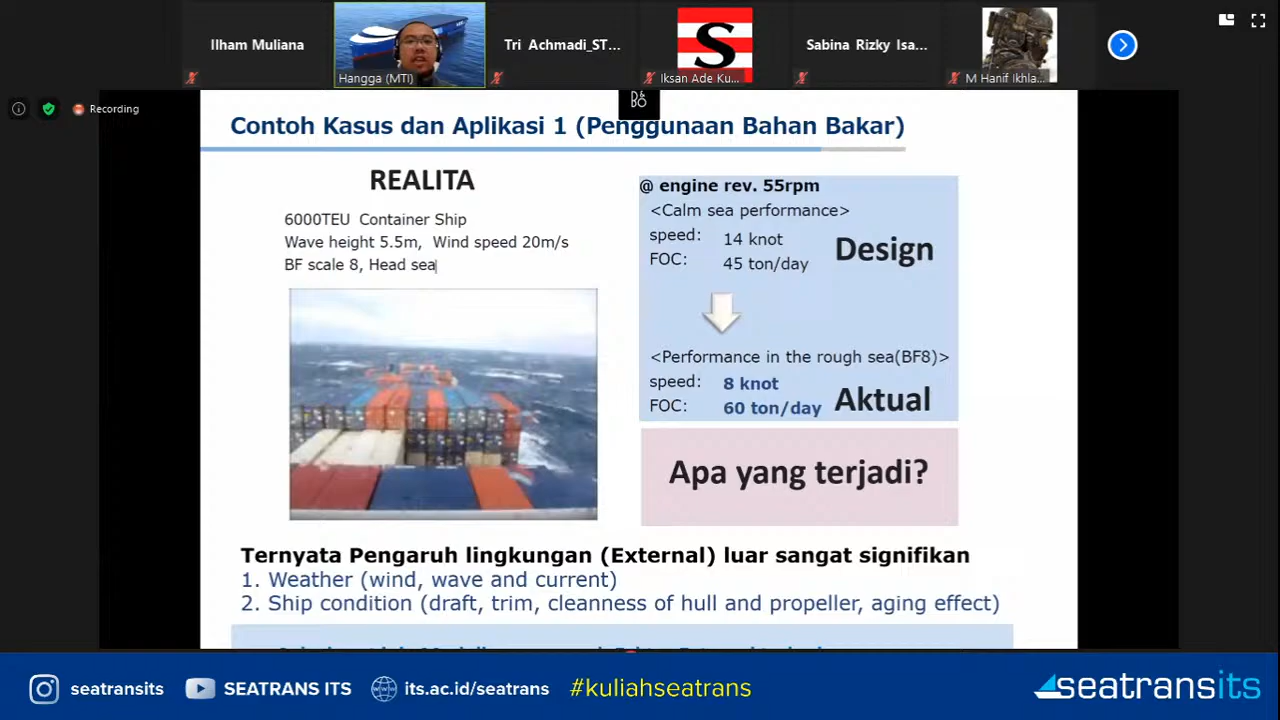 Ilham Muliana
Hangga (MTI)
Tri Achmadi_ST...
S
Iksan Ade Ku...
Sabina Rizky Isa...
M Hanif Ikhla...
Recording
D&
BO
Contoh Kasus dan Aplikasi 1 (Penggunaan Bahan Bakar)
REALITA
6000TEU Container Ship
Wave height 5.5m, Wind speed 20m/s
BF scale 8, Head sea
@ engine rev. 55rpm
<Calm sea performance>
speed: 14 knot
FOC: 45 ton/day
Design
<Performance in the rough sea(BF8)>
speed: 8 knot
FOC: 60 ton/day
Aktual
Apa yang terjadi?
Ternyata Pengaruh lingkungan (External) luar sangat signifikan
1. Weather (wind, wave and current)
2. Ship condition (draft, trim, cleanness of hull and propeller, aging effect)
seatransits
SEATRANS ITS
its.ac.id/seatrans
#kuliahseatrans
seatransits